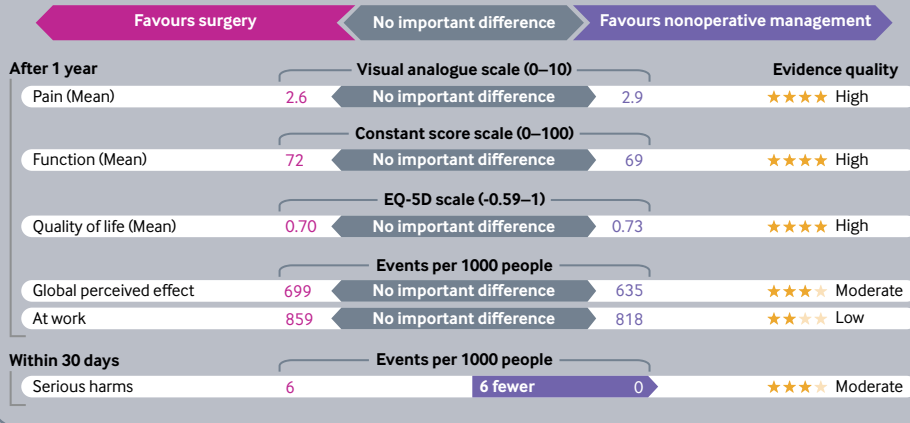 Favours surgery No important difference Favours nonoperative management
After 1 year Visual analogue scale (0–10) Evidence quality
Pain (Mean) 2.6 No important difference 2.9 High
Constant score scale (0–100)
Function (Mean) 72 No important difference 69 High
EQ-5D scale (-0.59–1)
Quality of life (Mean) 0.70 No important difference 0.73 High
Events per 1000 people
Global perceived effect 699 No important difference 635 Moderate
At work 859 No important difference 818 Low
Within 30 days Events per 1000 people
Serious harms 6 6 fewer 0 Moderate